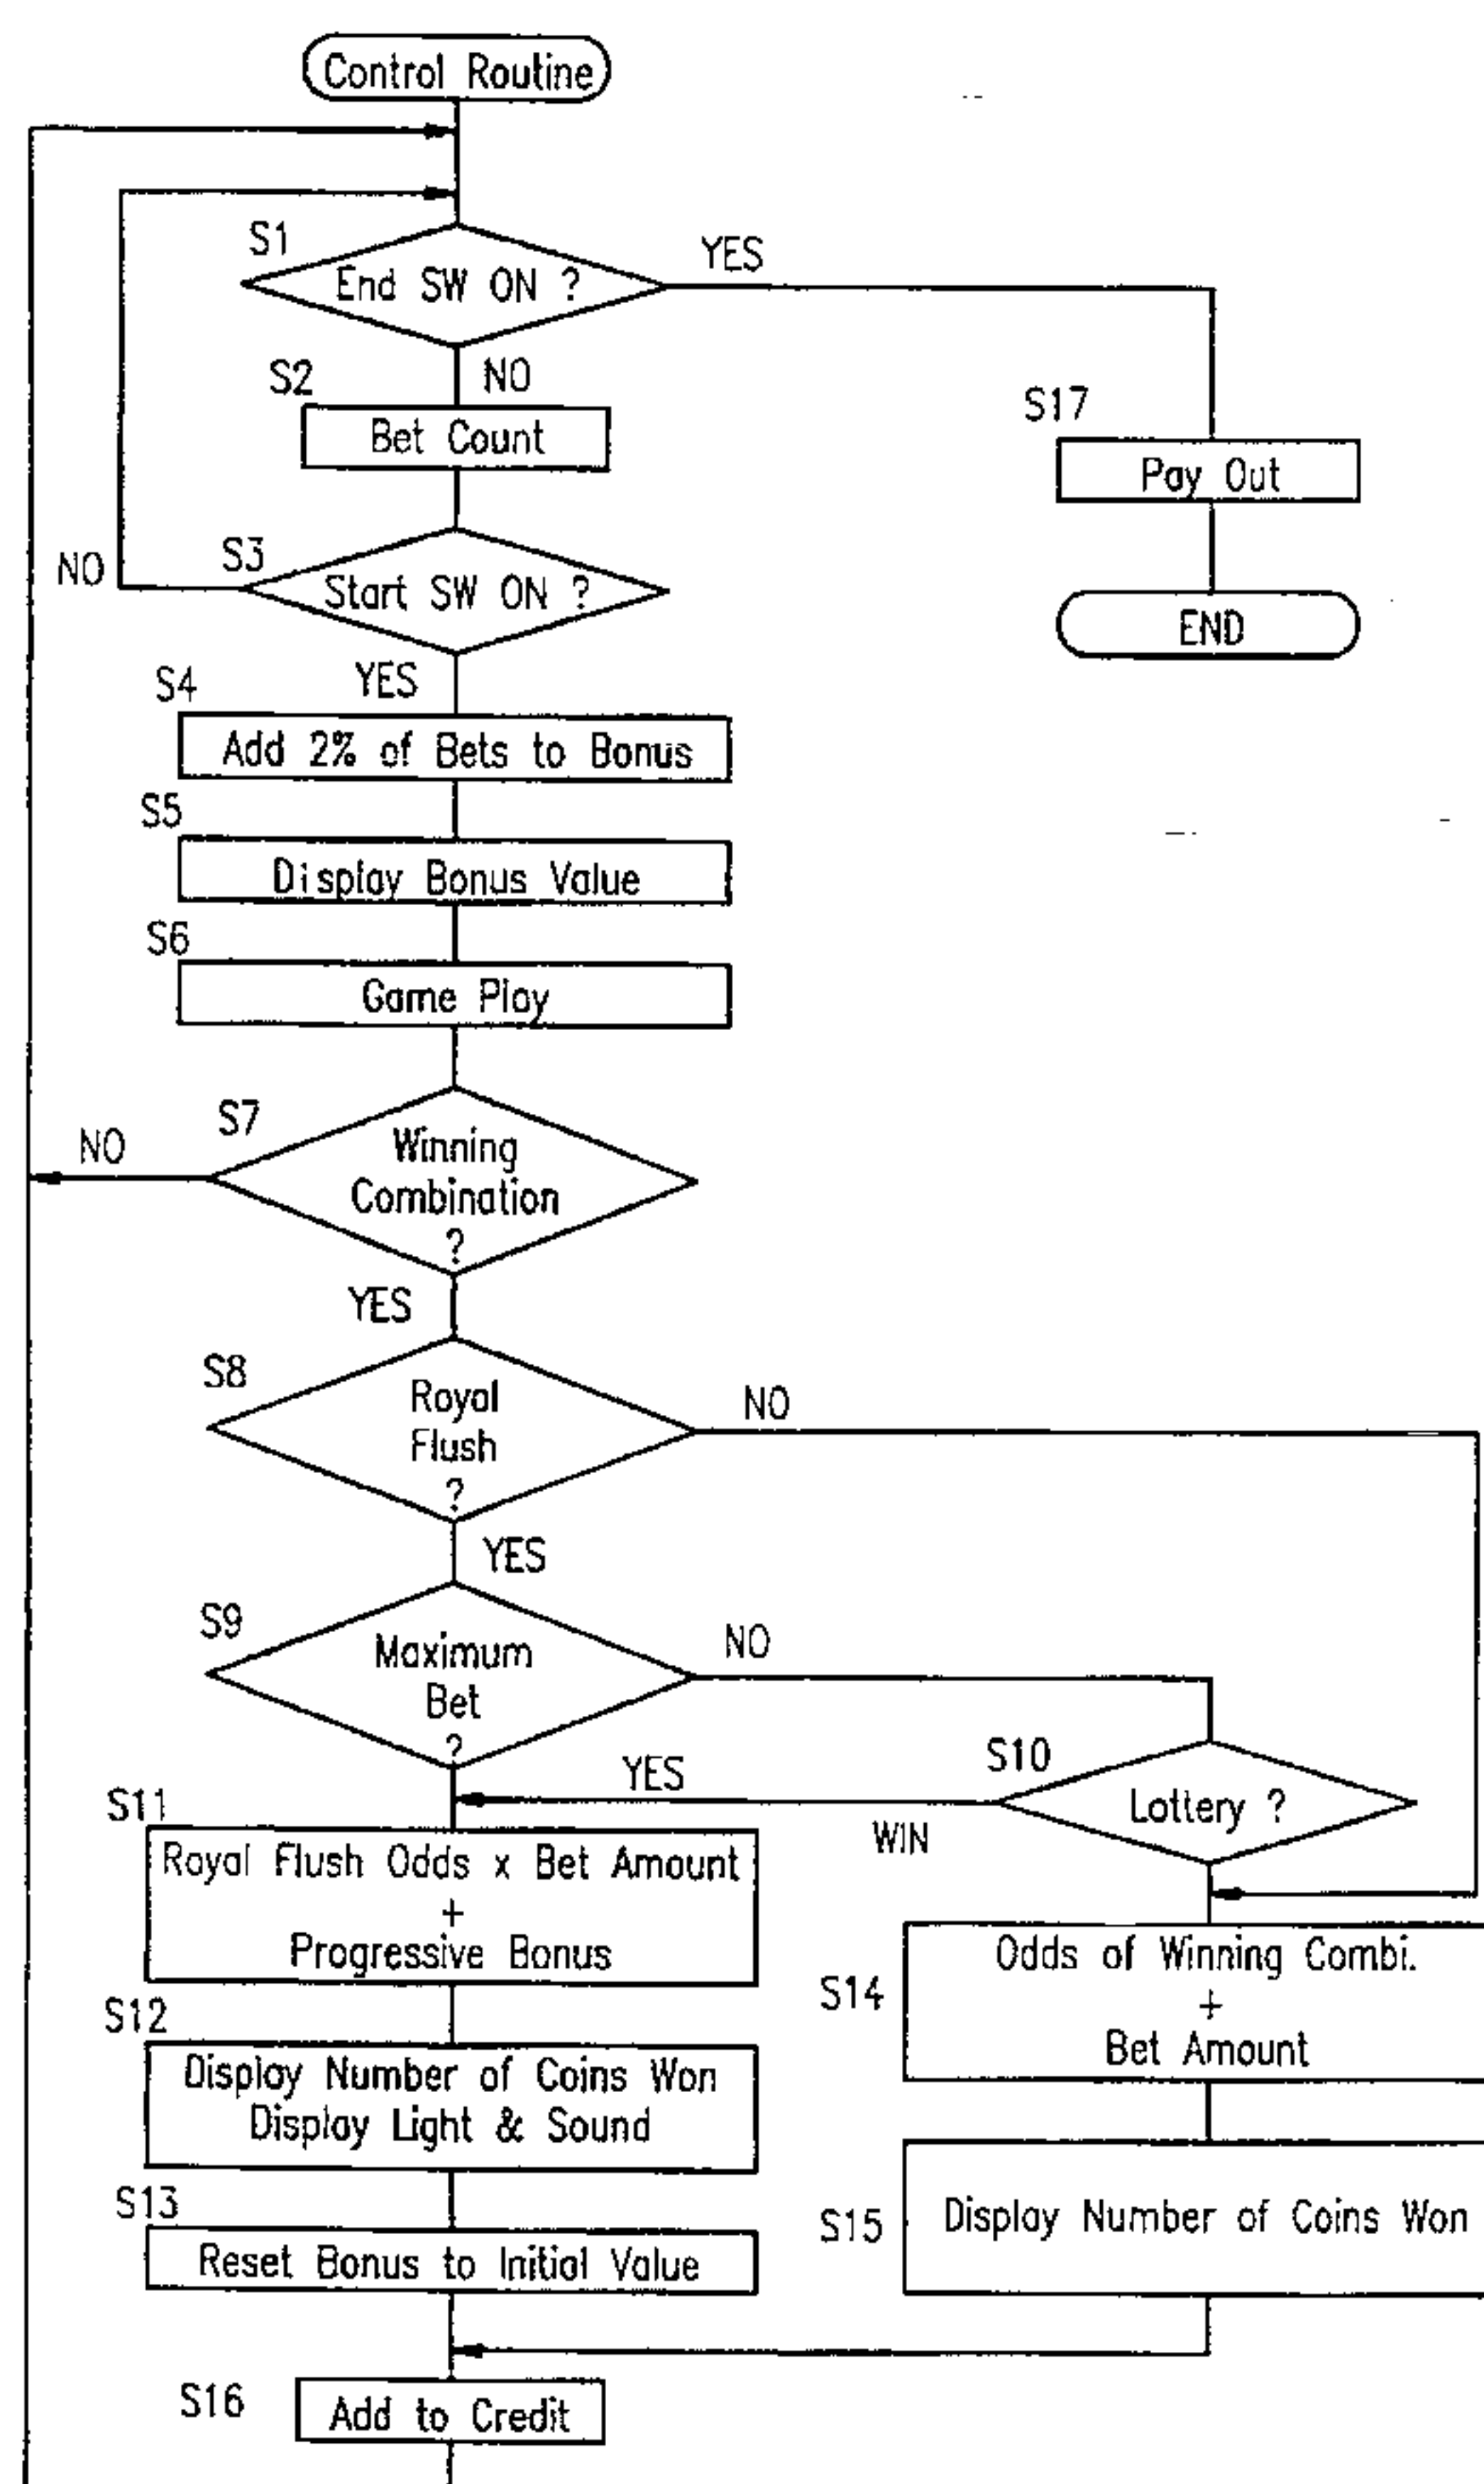 Control Routine
S1
End SW ON ?
YES
NO
S2
Bet Count
S17
Pay Out
END
S3
Start SW ON ?
NO
YES
S4
Add 2% of Bets to Bonus
S5
Display Bonus Value
S6
Game Play
S7
Winning
Combination
?
NO
YES
S8
Royal
Flush
?
NO
YES
S9
Maximum
Bet
?
NO
S10
Lottery ?
YES
WIN
S11
Royal Flush Odds x Bet Amount
+
Progressive Bonus
S14
Odds of Winning Combi.
+
Bet Amount
S12
Display Number of Coins Won
Display Light & Sound
S13
Reset Bonus to Initial Value
S15
Display Number of Coins Won
S16
Add to Credit